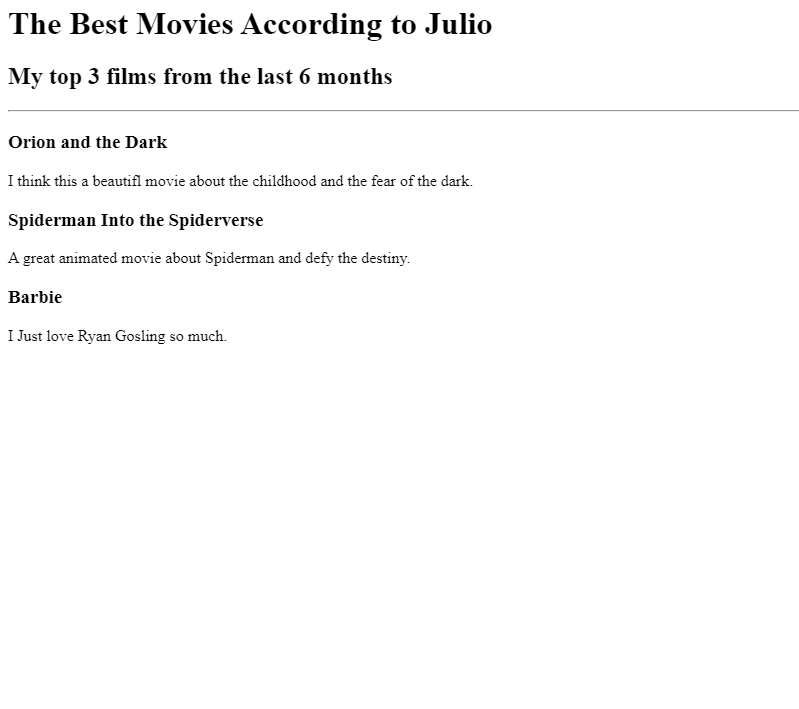 The Best Movies According to Julio
My top 3 films from the last 6 months
Orion and the Dark
I think this a beautifl movie about the childhood and the fear of the dark.
Spiderman Into the Spiderverse
A great animated movie about Spiderman and defy the destiny.
Barbie
I Just love Ryan Gosling so much.